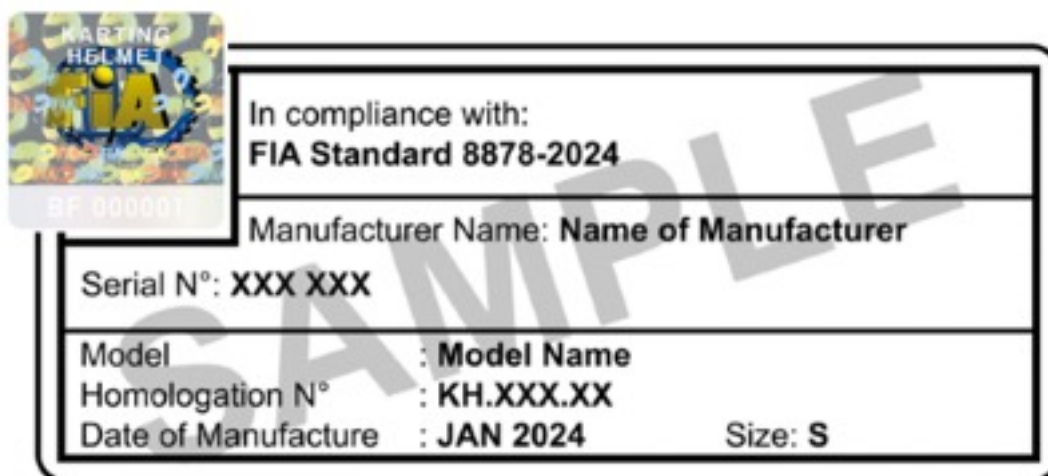 KARTING
HELMET
FIA
BF 000001
In compliance with:
FIA Standard 8878-2024
Manufacturer Name: Name of Manufacturer
Serial N°: XXX XXX
Model : Model Name
Homologation N° : KH.XXX.XX
Date of Manufacture : JAN 2024 Size: S
SAMPLE